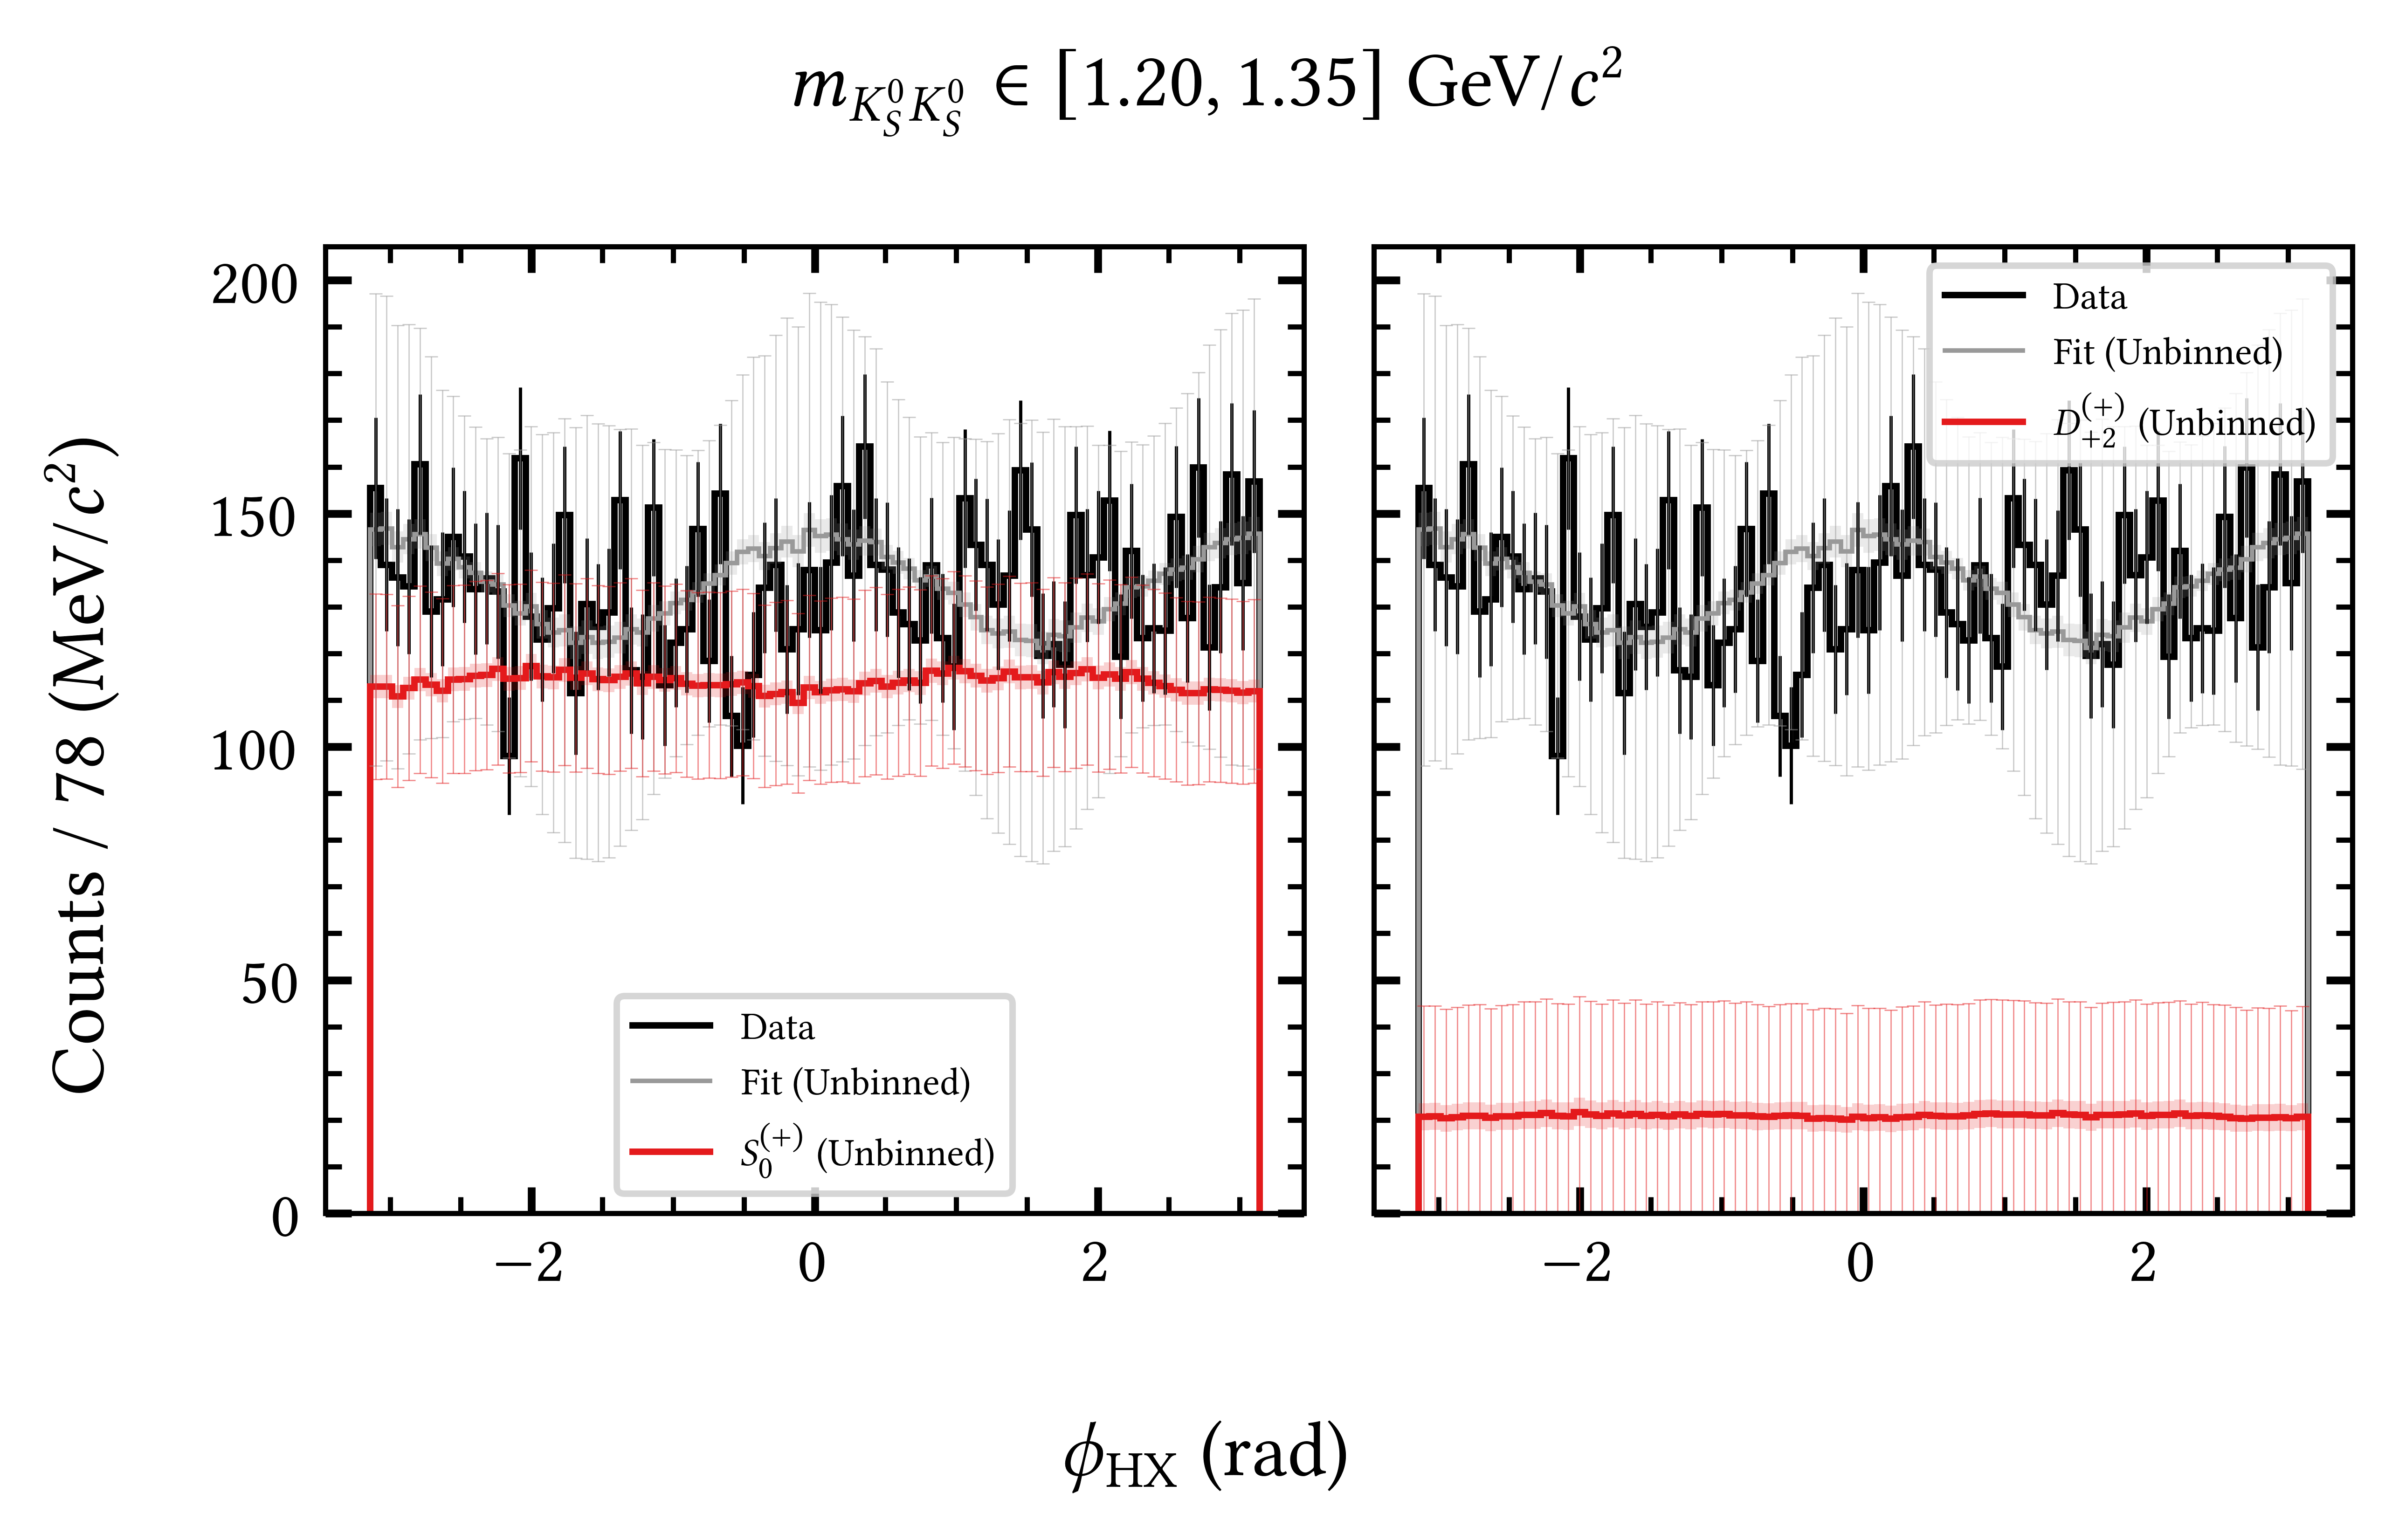 m_{K_S^0 K_S^0} ∈ [1.20, 1.35] GeV/c²
Counts / 78 (MeV/c²)
200
150
100
50
0
Data
Fit (Unbinned)
S_0^{(+)} (Unbinned)
−2
0
2
Data
Fit (Unbinned)
D_{+2}^{(+)} (Unbinned)
−2
0
2
ϕ_{HX} (rad)